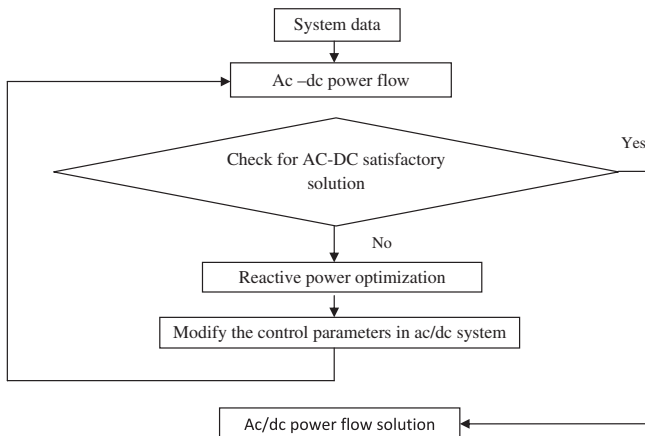 System data
Ac –dc power flow
Check for AC-DC satisfactory
solution
Yes
No
Reactive power optimization
Modify the control parameters in ac/dc system
Ac/dc power flow solution